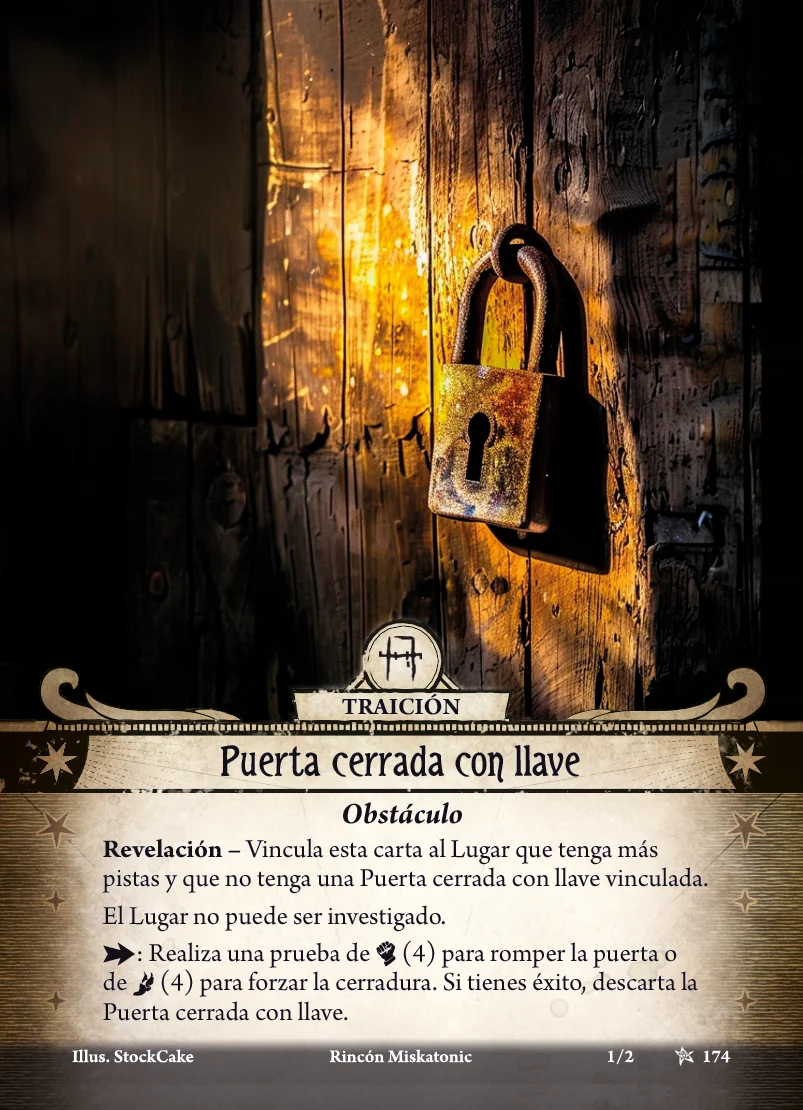 TRAICIÓN
Puerta cerrada con llave
Obstáculo
Revelación – Vincula esta carta al Lugar que tenga más
pistas y que no tenga una Puerta cerrada con llave vinculada.
El Lugar no puede ser investigado.
: Realiza una prueba de (4) para romper la puerta o
de (4) para forzar la cerradura. Si tienes éxito, descarta la
Puerta cerrada con llave.
Illus. StockCake Rincón Miskatonic 1/2 174